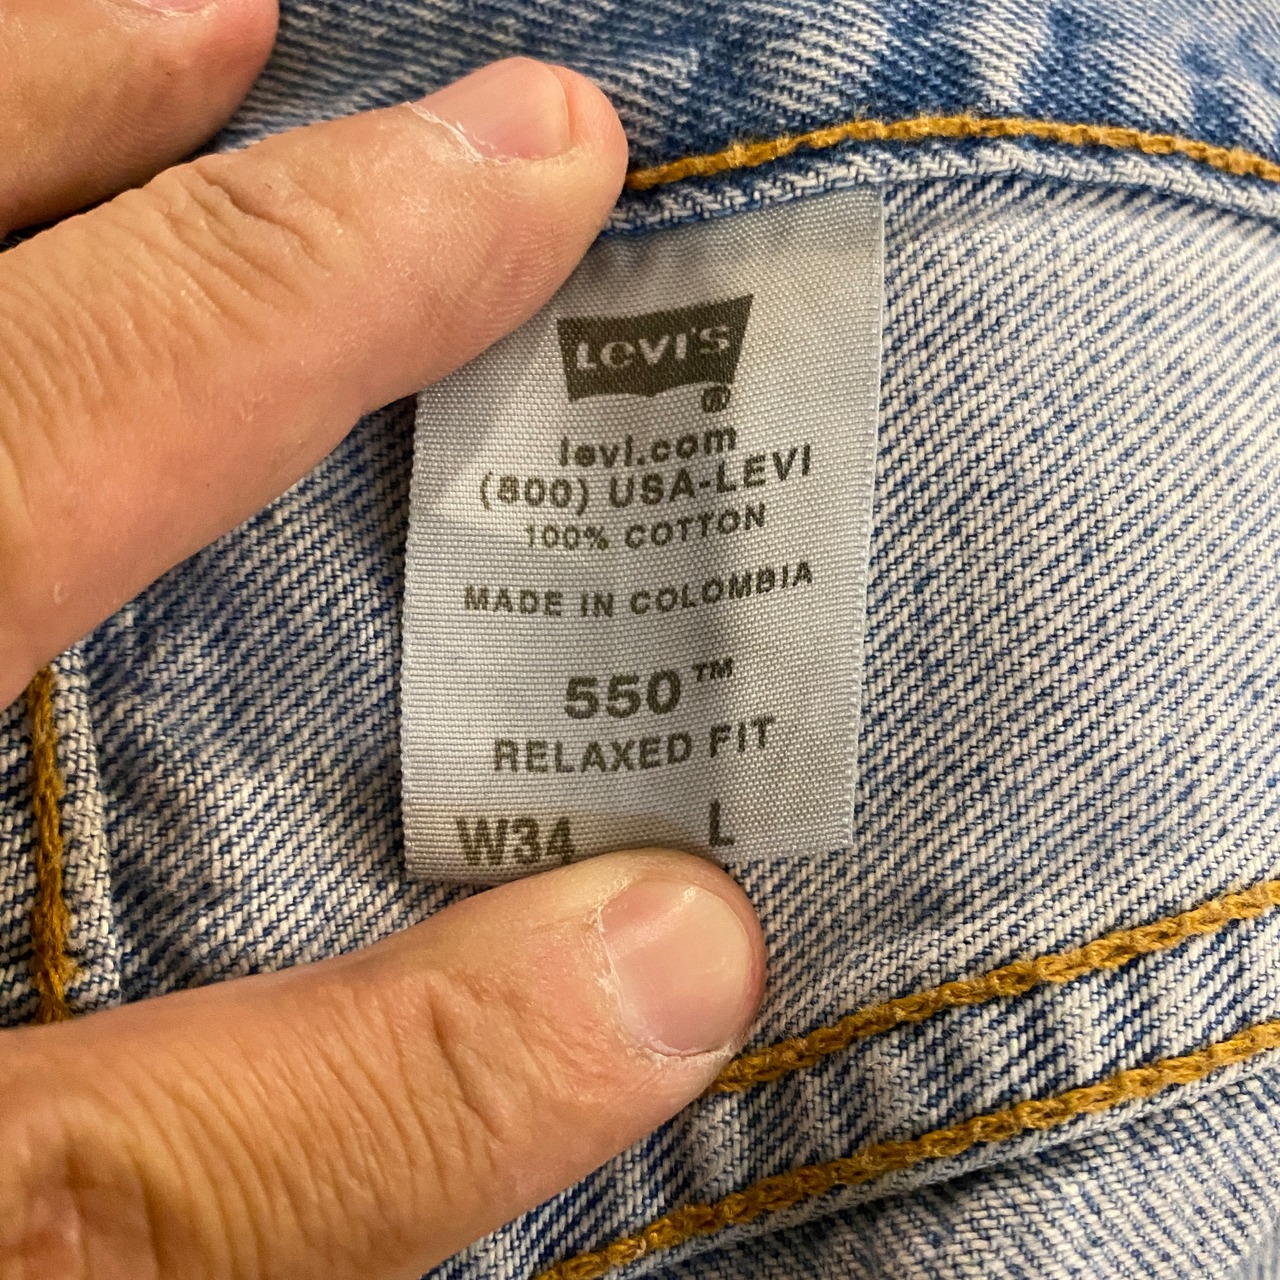 LEVI'S
®
levi.com
(800) USA-LEVI
100% COTTON
MADE IN COLOMBIA
550™
RELAXED FIT
W34 L